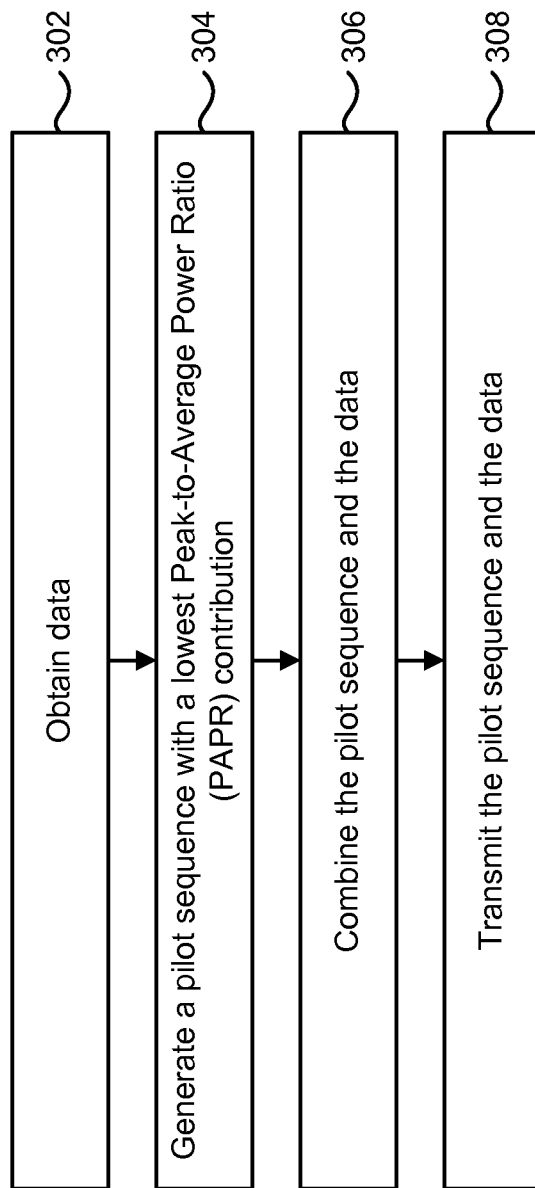 302
Obtain data
304
Generate a pilot sequence with a lowest Peak-to-Average Power Ratio
(PAPR) contribution
306
Combine the pilot sequence and the data
308
Transmit the pilot sequence and the data